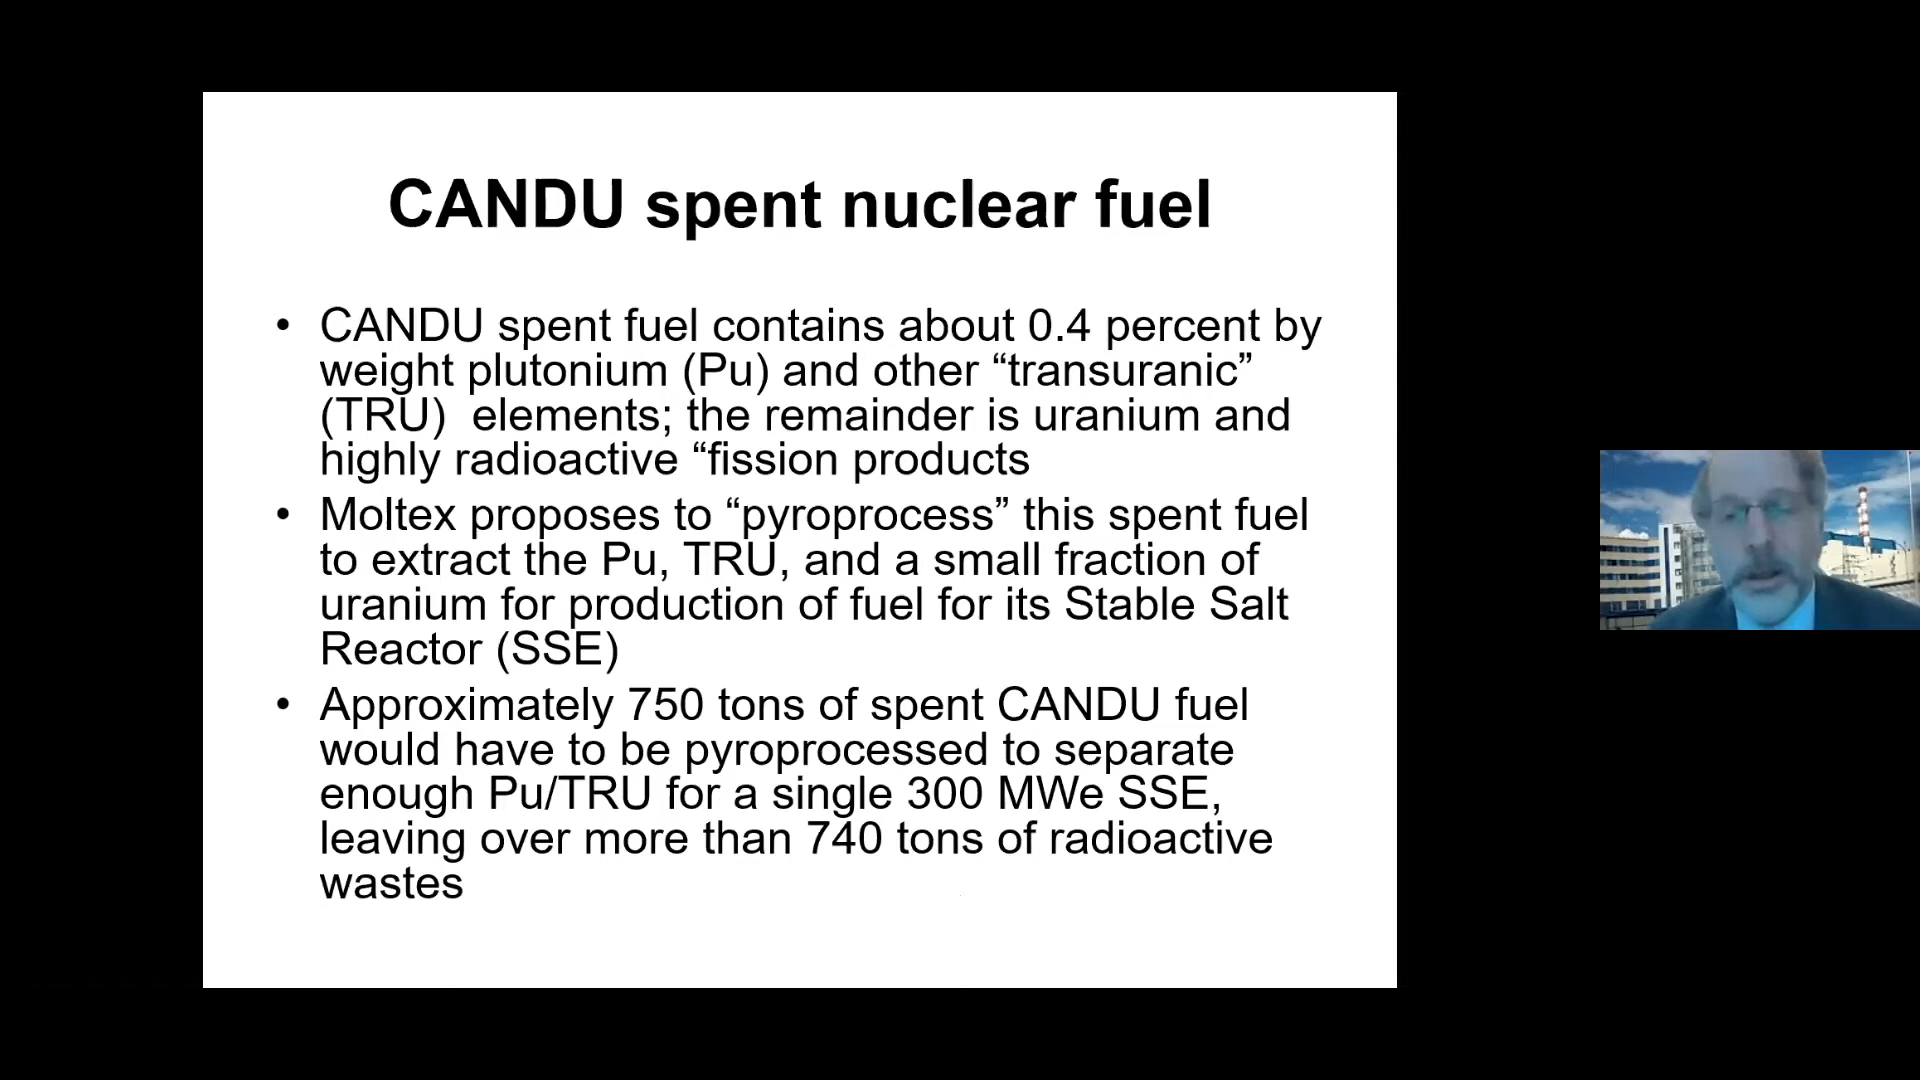 CANDU spent nuclear fuel
• CANDU spent fuel contains about 0.4 percent by
weight plutonium (Pu) and other “transuranic”
(TRU)  elements; the remainder is uranium and
highly radioactive “fission products
• Moltex proposes to “pyroprocess” this spent fuel
to extract the Pu, TRU, and a small fraction of
uranium for production of fuel for its Stable Salt
Reactor (SSE)
• Approximately 750 tons of spent CANDU fuel
would have to be pyroprocessed to separate
enough Pu/TRU for a single 300 MWe SSE,
leaving over more than 740 tons of radioactive
wastes